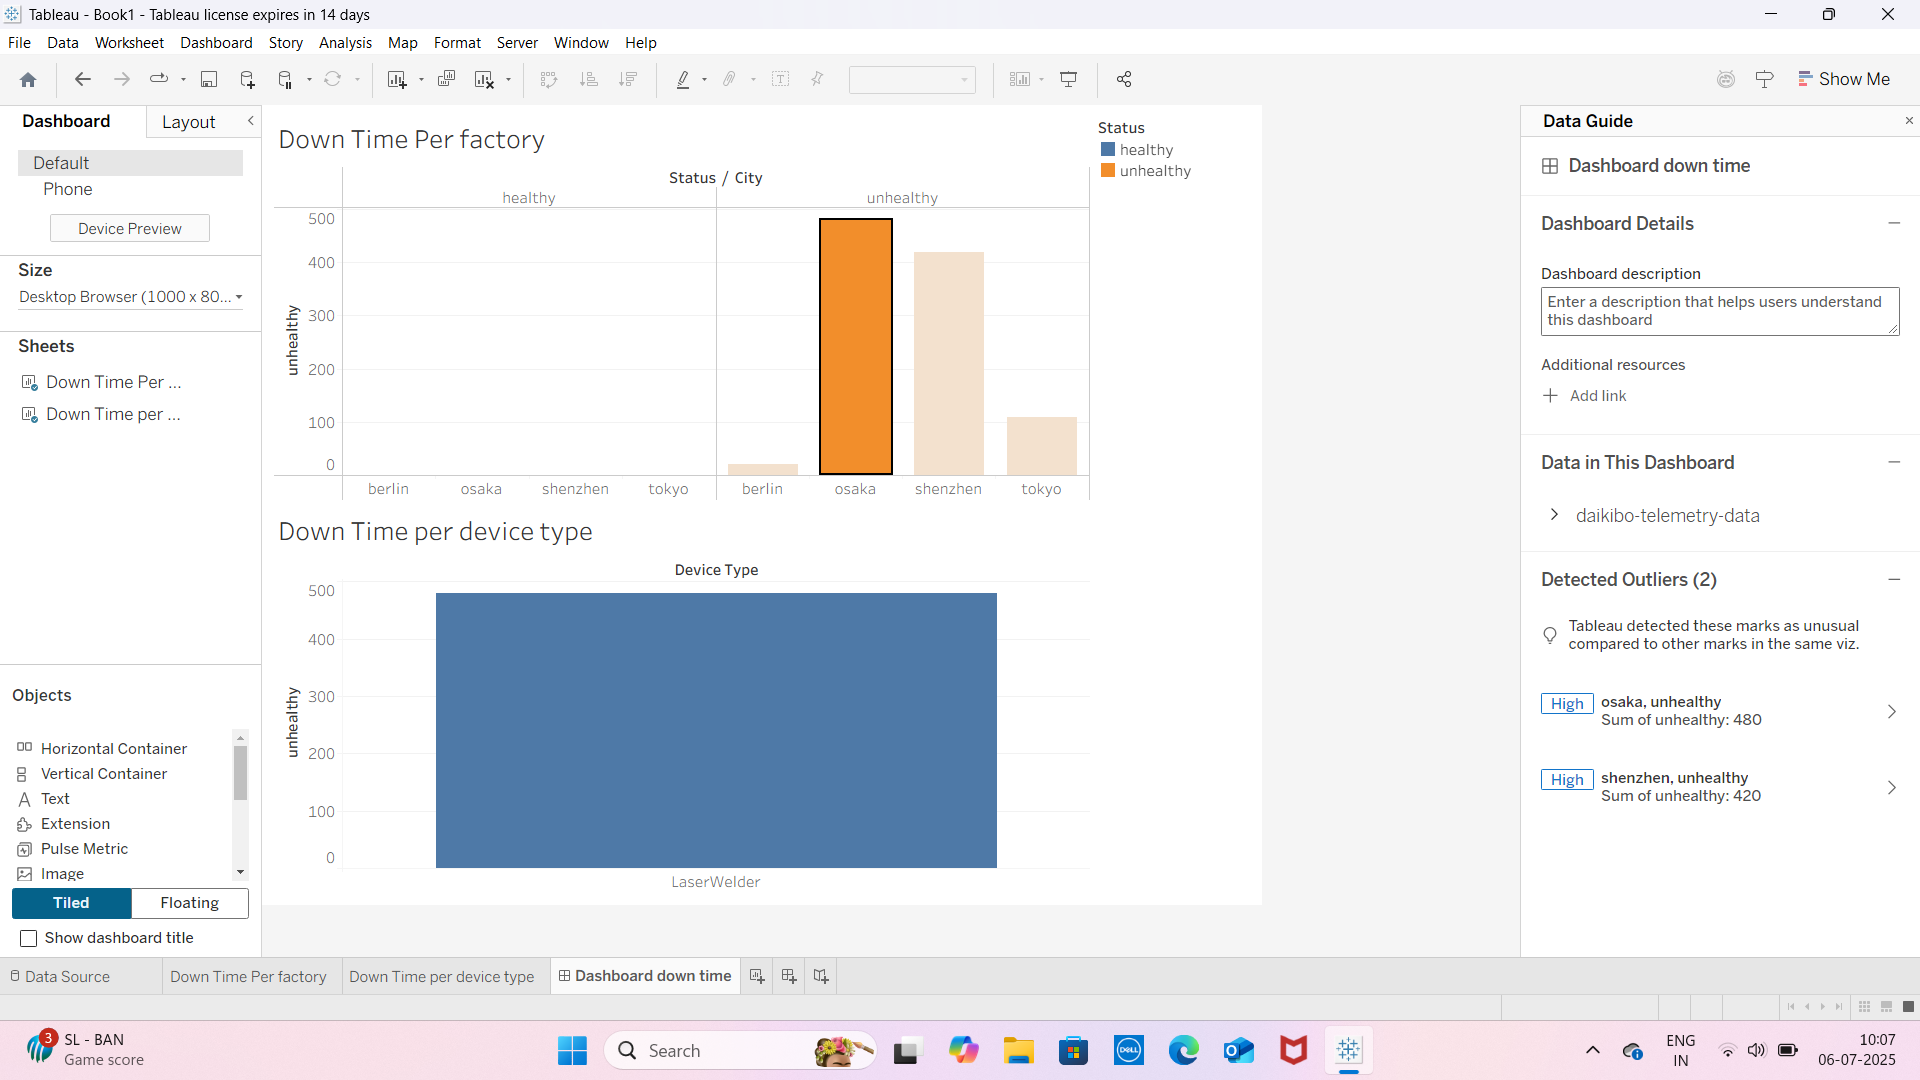 Tableau - Book1 - Tableau license expires in 14 days
File Data Worksheet Dashboard Story Analysis Map Format Server Window Help
Show Me
Dashboard
Layout
Default
Phone
Device Preview
Size
Desktop Browser (1000 x 80...
Sheets
Down Time Per ...
Down Time per ...
Objects
Horizontal Container
Vertical Container
Text
Extension
Pulse Metric
Image
Tiled
Floating
Show dashboard title
Down Time Per factory
Status / City
healthy
unhealthy
500
400
300
200
100
0
unhealthy
berlin osaka shenzhen tokyo berlin osaka shenzhen tokyo
Status
healthy
unhealthy
Down Time per device type
Device Type
500
400
300
200
100
0
unhealthy
LaserWelder
Data Guide
Dashboard down time
Dashboard Details
Dashboard description
Enter a description that helps users understand
this dashboard
Additional resources
Add link
Data in This Dashboard
daikibo-telemetry-data
Detected Outliers (2)
Tableau detected these marks as unusual
compared to other marks in the same viz.
High
osaka, unhealthy
Sum of unhealthy: 480
High
shenzhen, unhealthy
Sum of unhealthy: 420
Data Source
Down Time Per factory
Down Time per device type
Dashboard down time
3
SL - BAN
Game score
Search
DELL
ENG
IN
10:07
06-07-2025